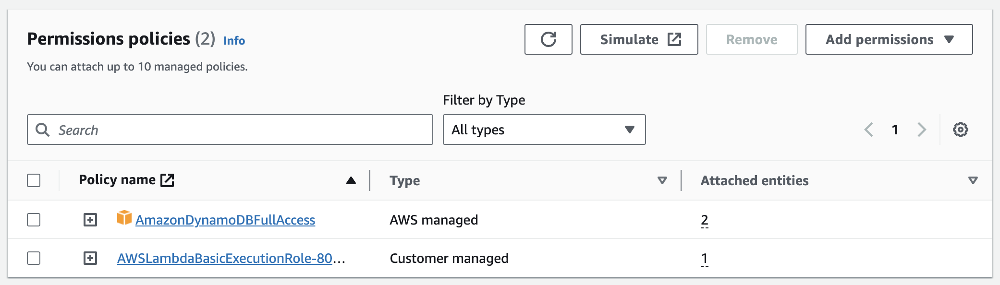 Permissions policies (2) Info
Simulate
Remove
Add permissions
You can attach up to 10 managed policies.
Filter by Type
Search
All types
1
Policy name
Type
Attached entities
AmazonDynamoDBFullAccess
AWS managed
2
AWSLambdaBasicExecutionRole-80...
Customer managed
1